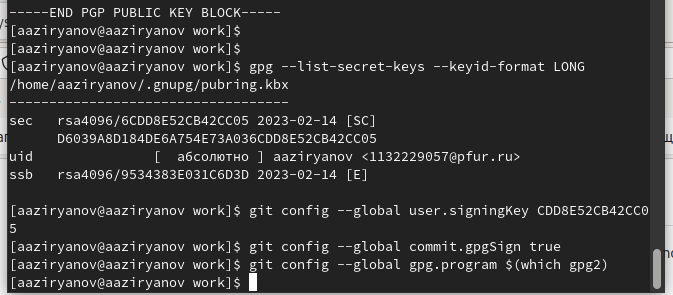 -----END PGP PUBLIC KEY BLOCK-----
[aaziryanov@aaziryanov work]$
[aaziryanov@aaziryanov work]$
[aaziryanov@aaziryanov work]$ gpg --list-secret-keys --keyid-format LONG
/home/aaziryanov/.gnupg/pubring.kbx
-----------------------------------
sec   rsa4096/6CDD8E52CB42CC05 2023-02-14 [SC]
      D6039A8D184DE6A754E73A036CDD8E52CB42CC05
uid               [  абсолютно ] aaziryanov <1132229057@pfur.ru>
ssb   rsa4096/9534383E031C6D3D 2023-02-14 [E]
[aaziryanov@aaziryanov work]$ git config --global user.signingKey CDD8E52CB42CC0
5
[aaziryanov@aaziryanov work]$ git config --global commit.gpgSign true
[aaziryanov@aaziryanov work]$ git config --global gpg.program $(which gpg2)
[aaziryanov@aaziryanov work]$